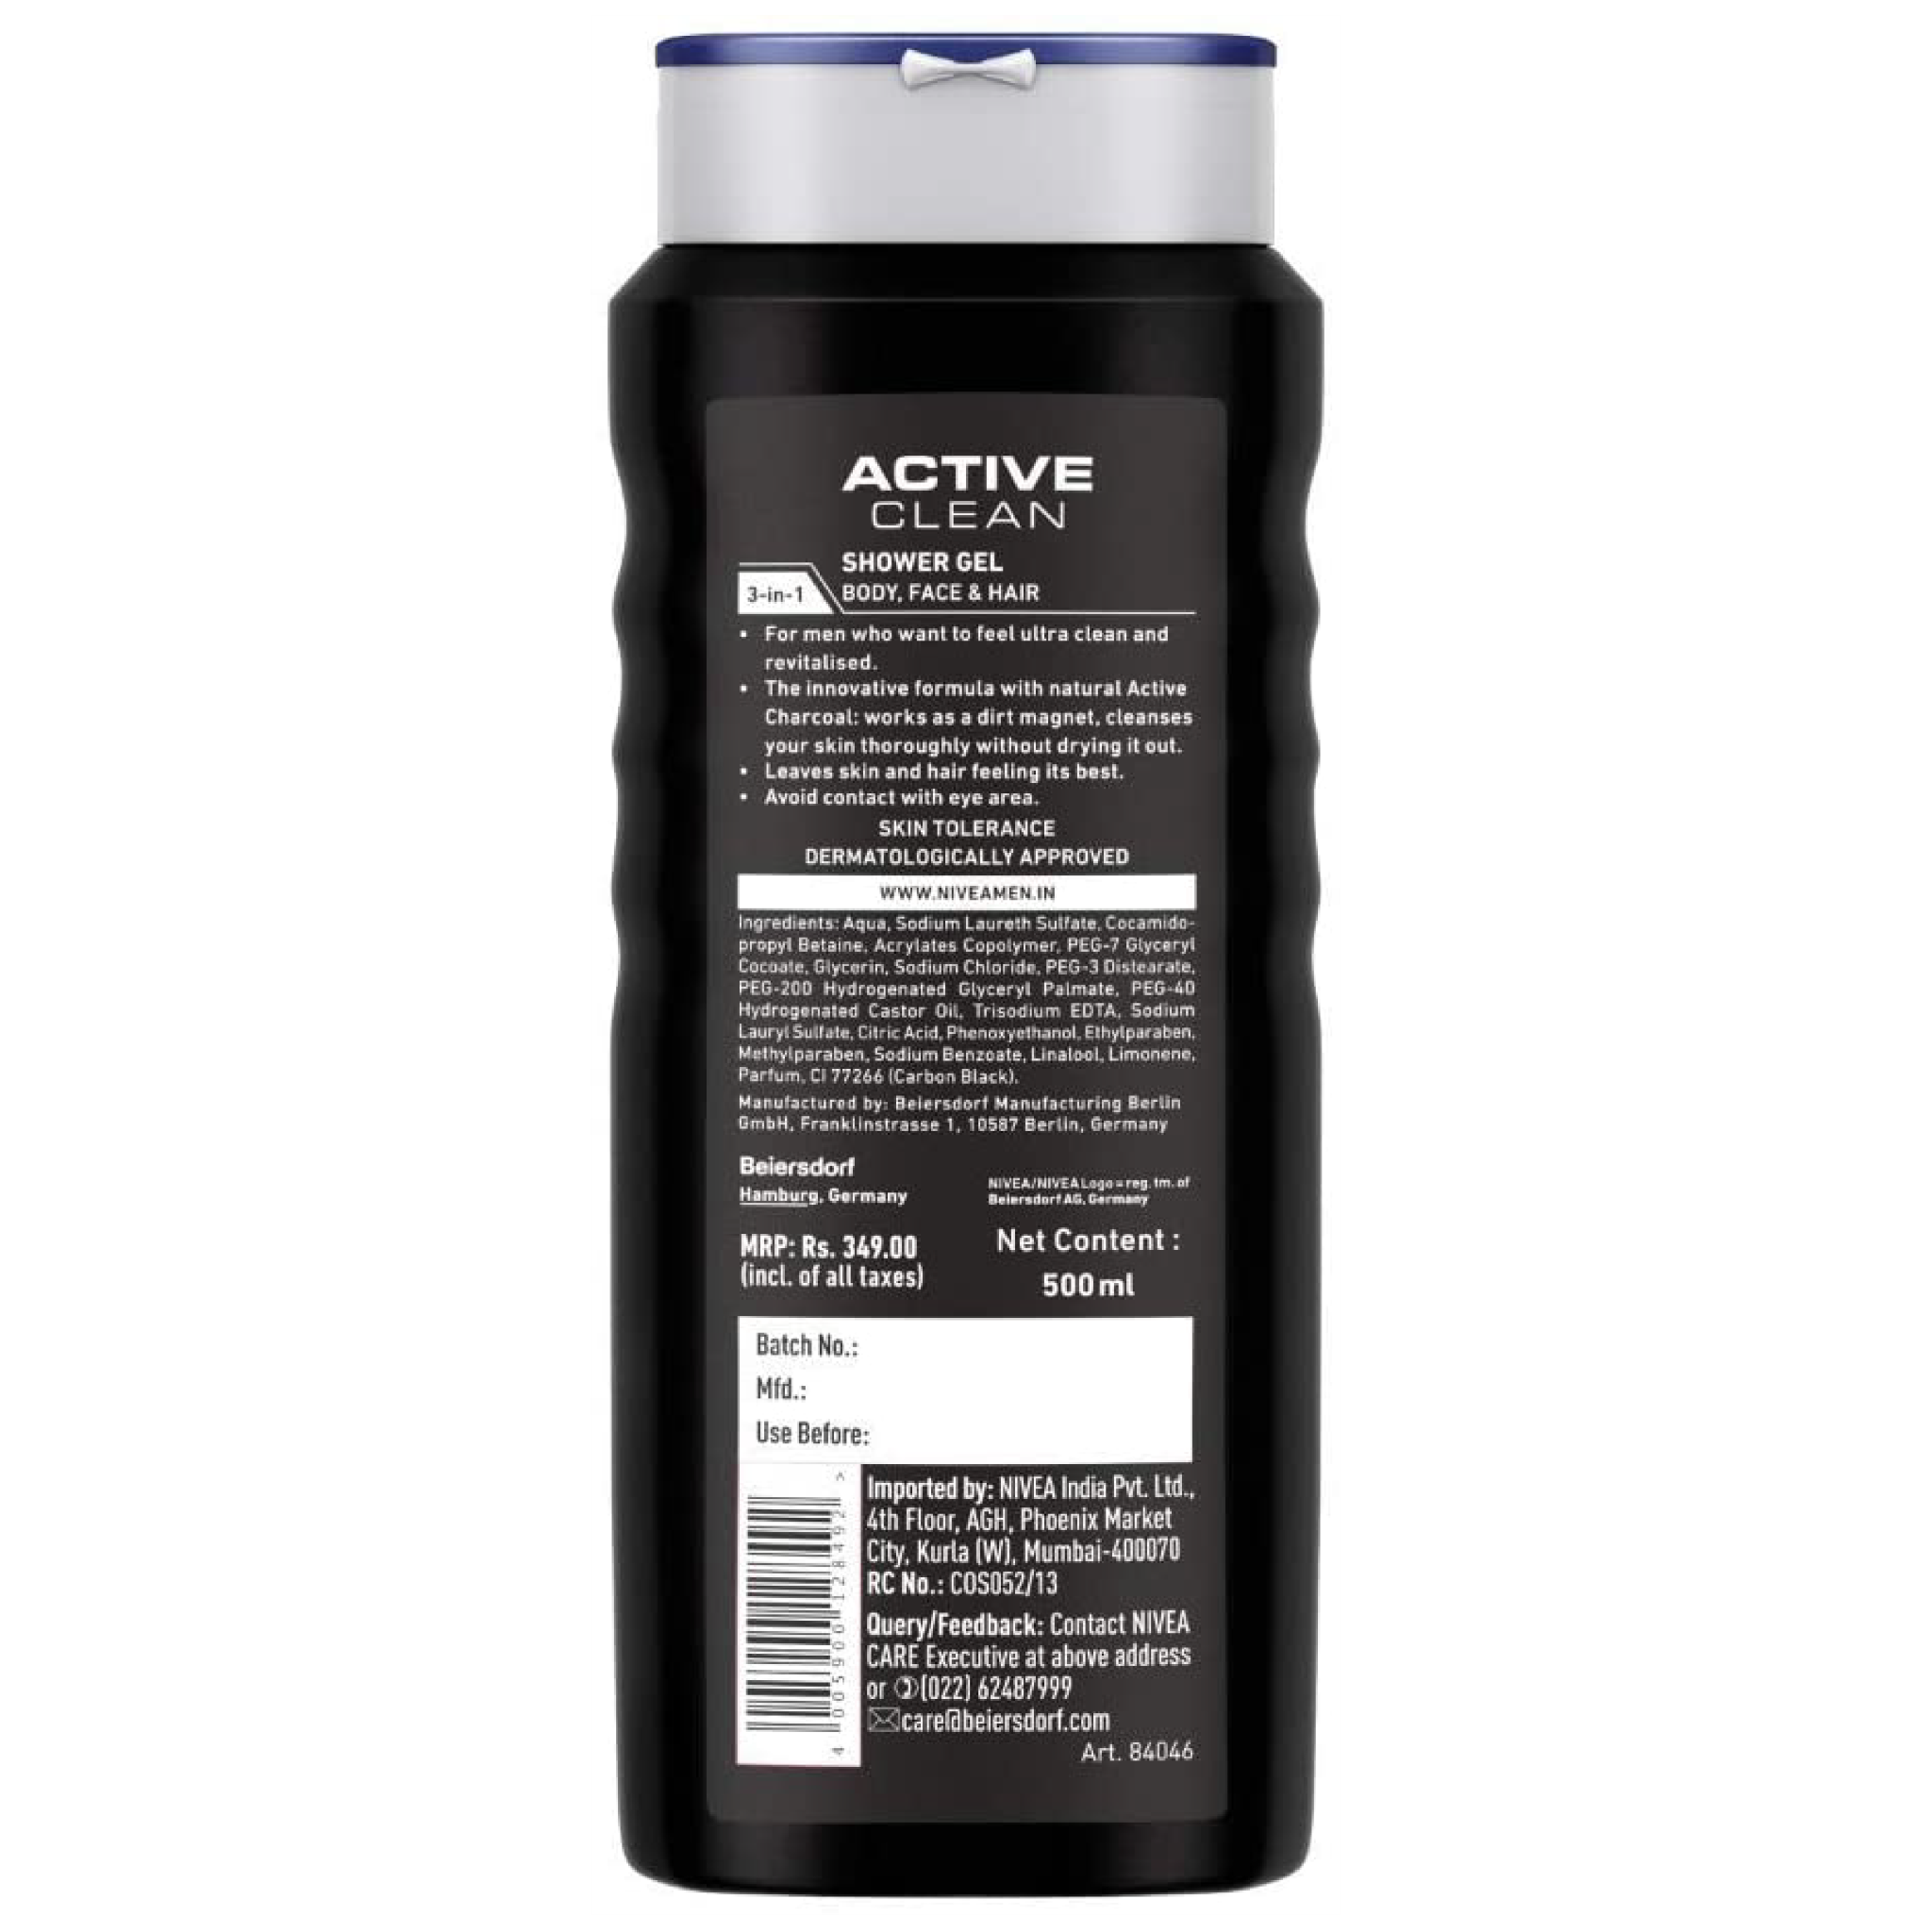 ACTIVE
CLEAN
SHOWER GEL
3-in-1 BODY, FACE & HAIR
• For men who want to feel ultra clean and
revitalised.
• The innovative formula with natural Active
Charcoal: works as a dirt magnet, cleanses
your skin thoroughly without drying it out.
• Leaves skin and hair feeling its best.
• Avoid contact with eye area.
SKIN TOLERANCE
DERMATOLOGICALLY APPROVED
WWW.NIVEAMEN.IN
Ingredients: Aqua, Sodium Laureth Sulfate, Cocamido-
propyl Betaine, Acrylates Copolymer, PEG-7 Glyceryl
Cocoate, Glycerin, Sodium Chloride, PEG-3 Distearate,
PEG-200 Hydrogenated Glyceryl Palmate, PEG-40
Hydrogenated Castor Oil, Trisodium EDTA, Sodium
Lauryl Sulfate, Citric Acid, Phenoxyethanol, Ethylparaben,
Methylparaben, Sodium Benzoate, Linalool, Limonene,
Parfum, CI 77266 (Carbon Black).
Manufactured by: Beiersdorf Manufacturing Berlin
GmbH, Franklinstrasse 1, 10587 Berlin, Germany
Beiersdorf
Hamburg, Germany
NIVEA/NIVEA Logo = reg. tm. of
Beiersdorf AG, Germany
MRP: Rs. 349.00
(incl. of all taxes)
Net Content :
500 ml
Batch No.:
Mfd.:
Use Before:
4 005900 128492 >
Imported by: NIVEA India Pvt. Ltd.,
4th Floor, AGH, Phoenix Market
City, Kurla (W), Mumbai-400070
RC No.: COS052/13
Query/Feedback: Contact NIVEA
CARE Executive at above address
or (022) 62487999
care@beiersdorf.com
Art. 84046